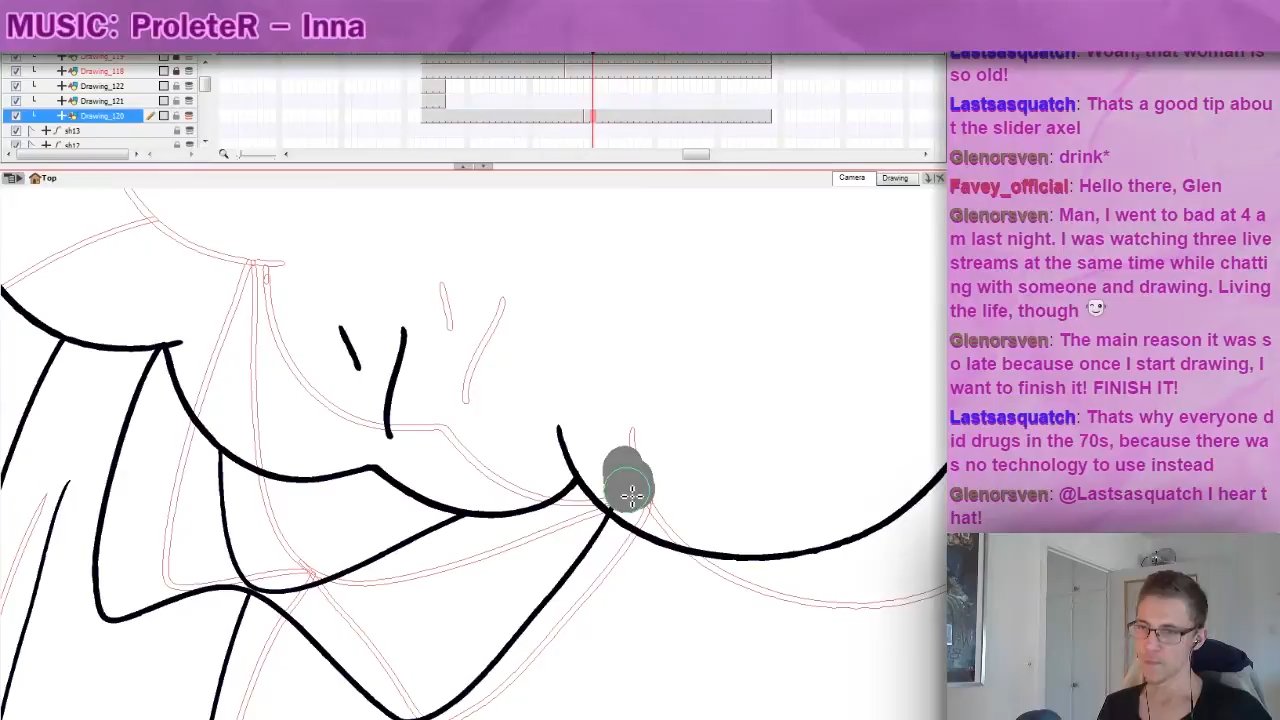 MUSIC: ProleteR – Inna
Drawing_119
Drawing_118
Drawing_122
Drawing_121
Drawing_120
sh13
sh12
Top
Camera
Drawing
Lastsasquatch: Woah, that woman is
so old!
Lastsasquatch: Thats a good tip abou
t the slider axel
Glenorsven: drink*
Favey_official: Hello there, Glen
Glenorsven: Man, I went to bad at 4 a
m last night. I was watching three live
streams at the same time while chatti
ng with someone and drawing. Living
the life, though
Glenorsven: The main reason it was s
o late because once I start drawing, I
want to finish it! FINISH IT!
Lastsasquatch: Thats why everyone d
id drugs in the 70s, because there wa
s no technology to use instead
Glenorsven: @Lastsasquatch I hear t
hat!